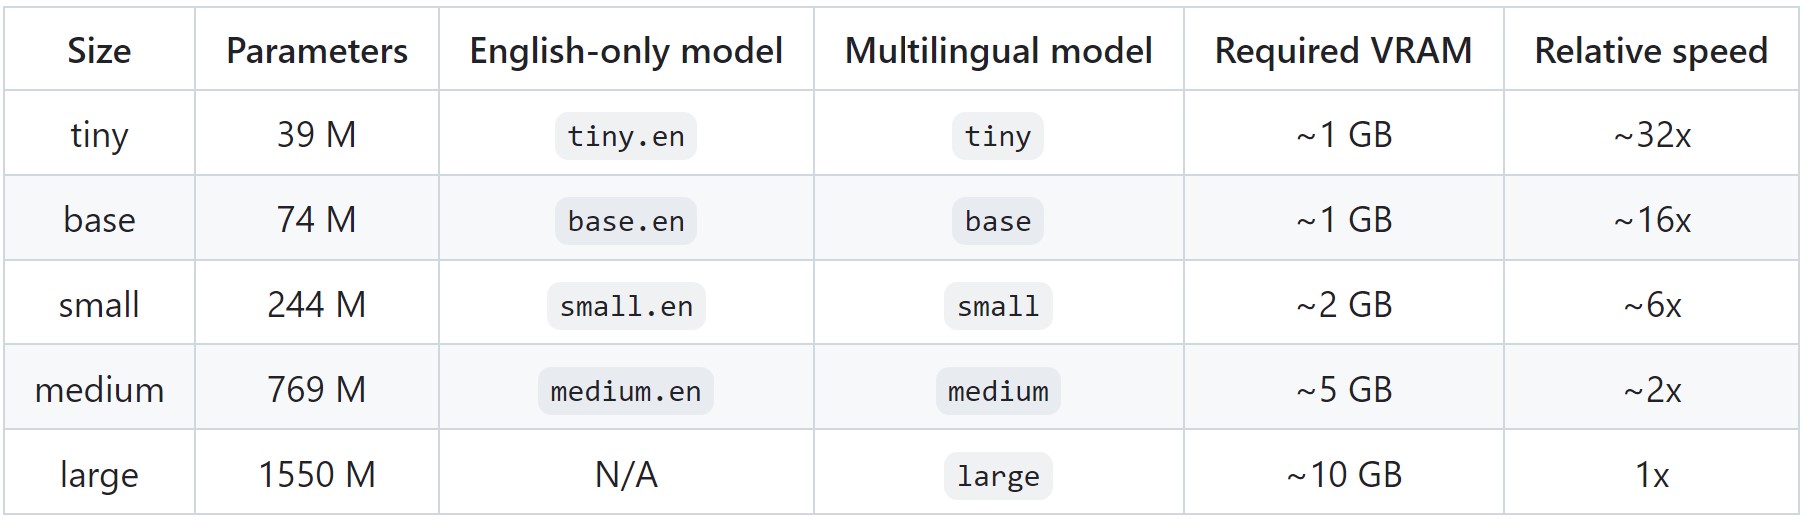 Size Parameters English-only model Multilingual model Required VRAM Relative speed
tiny 39 M tiny.en tiny ~1 GB ~32x
base 74 M base.en base ~1 GB ~16x
small 244 M small.en small ~2 GB ~6x
medium 769 M medium.en medium ~5 GB ~2x
large 1550 M N/A large ~10 GB 1x